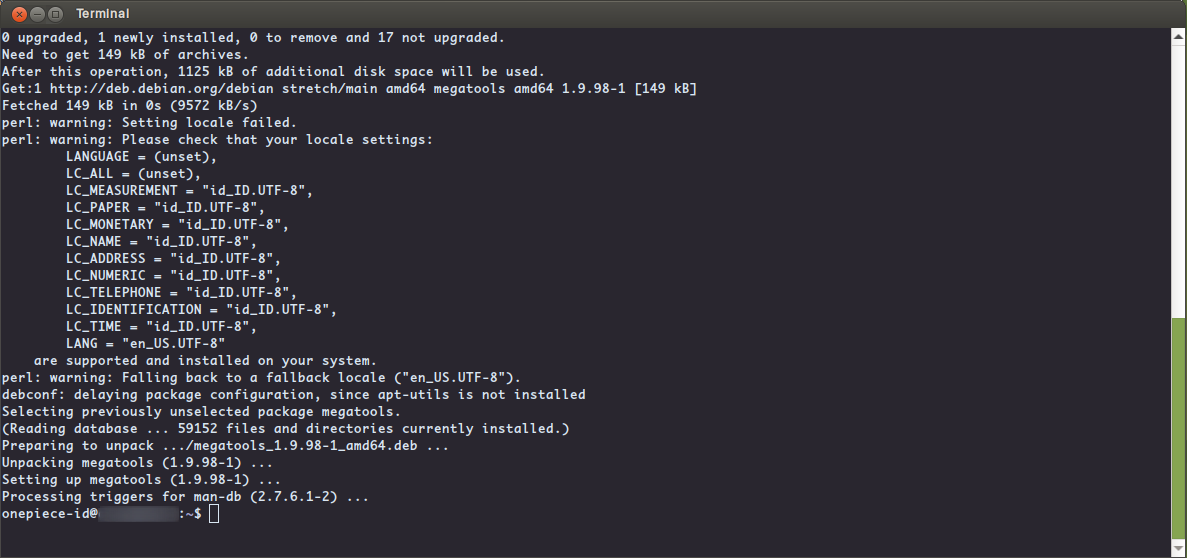 Terminal
0 upgraded, 1 newly installed, 0 to remove and 17 not upgraded.
Need to get 149 kB of archives.
After this operation, 1125 kB of additional disk space will be used.
Get:1 http://deb.debian.org/debian stretch/main amd64 megatools amd64 1.9.98-1 [149 kB]
Fetched 149 kB in 0s (9572 kB/s)
perl: warning: Setting locale failed.
perl: warning: Please check that your locale settings:
        LANGUAGE = (unset),
        LC_ALL = (unset),
        LC_MEASUREMENT = "id_ID.UTF-8",
        LC_PAPER = "id_ID.UTF-8",
        LC_MONETARY = "id_ID.UTF-8",
        LC_NAME = "id_ID.UTF-8",
        LC_ADDRESS = "id_ID.UTF-8",
        LC_NUMERIC = "id_ID.UTF-8",
        LC_TELEPHONE = "id_ID.UTF-8",
        LC_IDENTIFICATION = "id_ID.UTF-8",
        LC_TIME = "id_ID.UTF-8",
        LANG = "en_US.UTF-8"
    are supported and installed on your system.
perl: warning: Falling back to a fallback locale ("en_US.UTF-8").
debconf: delaying package configuration, since apt-utils is not installed
Selecting previously unselected package megatools.
(Reading database ... 59152 files and directories currently installed.)
Preparing to unpack .../megatools_1.9.98-1_amd64.deb ...
Unpacking megatools (1.9.98-1) ...
Setting up megatools (1.9.98-1) ...
Processing triggers for man-db (2.7.6.1-2) ...
onepiece-id@ :~$